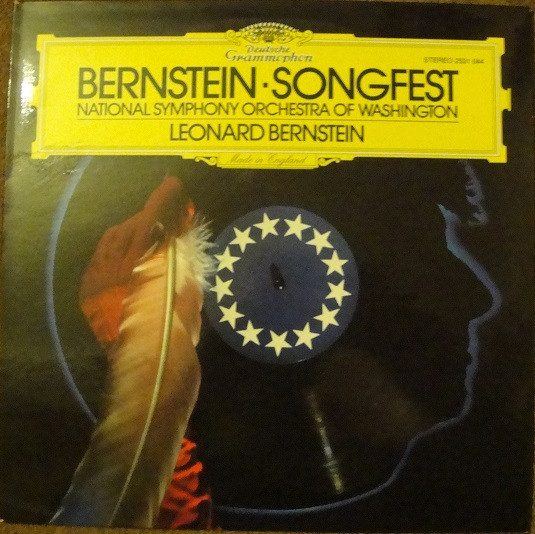 Deutsche
Grammophon
STEREO 2531 044
BERNSTEIN · SONGFEST
NATIONAL SYMPHONY ORCHESTRA OF WASHINGTON
LEONARD BERNSTEIN
Made in England